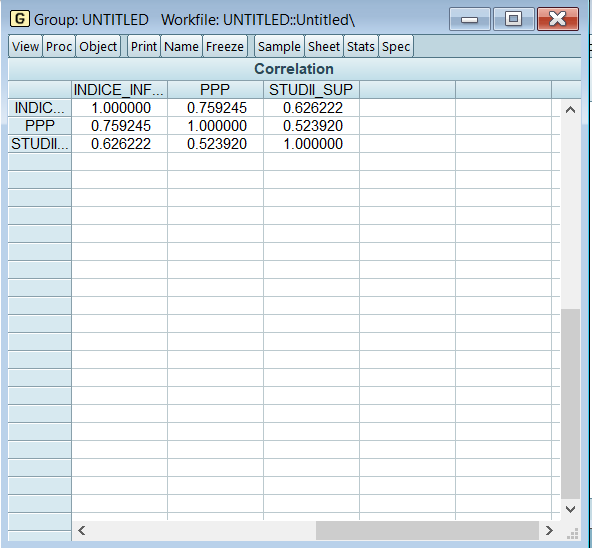 G Group: UNTITLED Workfile: UNTITLED::Untitled\
View Proc Object Print Name Freeze Sample Sheet Stats Spec
Correlation
INDICE_INF... PPP STUDII_SUP
INDIC... 1.000000 0.759245 0.626222
PPP 0.759245 1.000000 0.523920
STUDII... 0.626222 0.523920 1.000000